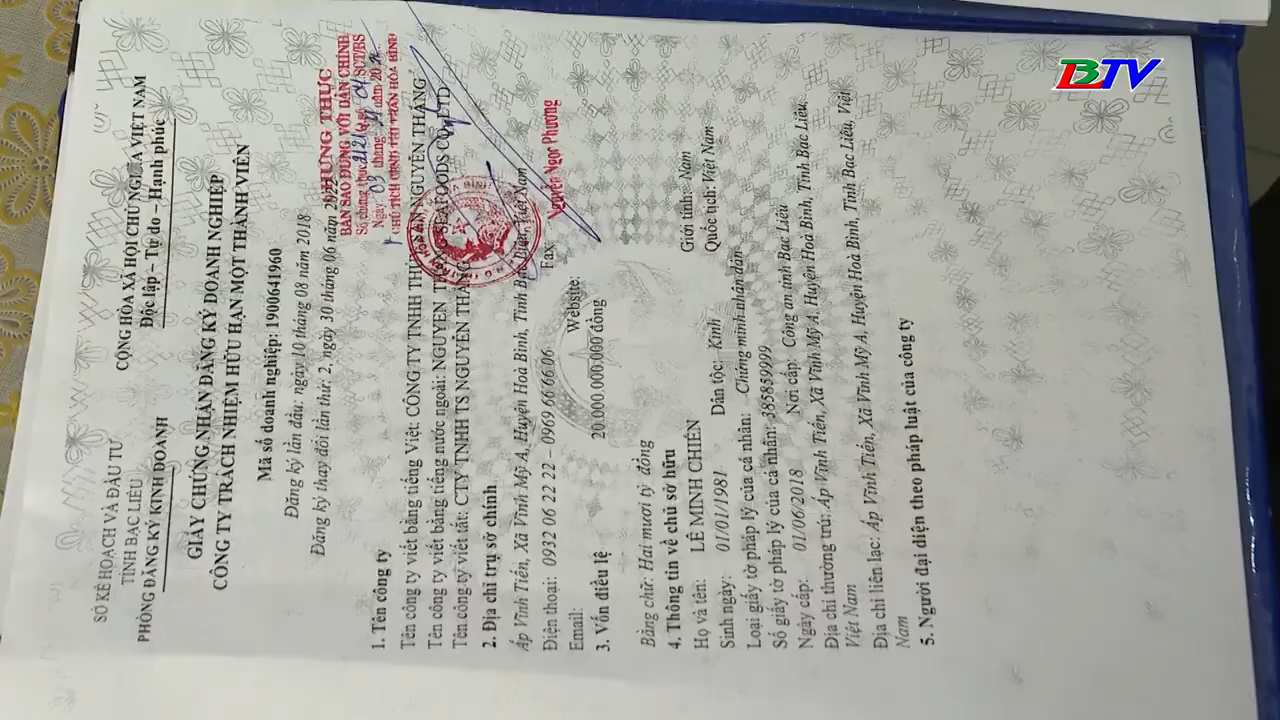 BTV
SỞ KẾ HOẠCH VÀ ĐẦU TƯ
TỈNH BẠC LIÊU
PHÒNG ĐĂNG KÝ KINH DOANH
CỘNG HÒA XÃ HỘI CHỦ NGHĨA VIỆT NAM
Độc lập – Tự do – Hạnh phúc
GIẤY CHỨNG NHẬN ĐĂNG KÝ DOANH NGHIỆP
CÔNG TY TRÁCH NHIỆM HỮU HẠN MỘT THÀNH VIÊN
Mã số doanh nghiệp: 1900641960
Đăng ký lần đầu: ngày 10 tháng 08 năm 2018
Đăng ký thay đổi lần thứ: 2, ngày 30 tháng 06 năm
CHỨNG THỰC
BẢN SAO ĐÚNG VỚI BẢN CHÍNH
Số chứng thực
Ngày 03 tháng
1. Tên công ty
Tên công ty viết bằng tiếng Việt: CÔNG TY TNHH THUỶ SẢN NGUYÊN THẮNG
Tên công ty viết bằng tiếng nước ngoài: NGUYEN THANG SEAFOODS CO., LTD
Tên công ty viết tắt: CTY TNHH TS NGUYÊN THẮNG
2. Địa chỉ trụ sở chính
Ấp Vĩnh Tiến, Xã Vĩnh Mỹ A, Huyện Hoà Bình, Tỉnh Bạc Liêu, Việt Nam
Điện thoại: 0932 06 22 22 – 0969 66 66 06 Fax:
Email: Website:
Nguyễn Ngọc Phương
3. Vốn điều lệ 20.000.000.000 đồng
Bằng chữ: Hai mươi tỷ đồng
4. Thông tin về chủ sở hữu
Họ và tên: LÊ MINH CHIẾN Giới tính: Nam
Sinh ngày: 01/01/1981 Dân tộc: Kinh Quốc tịch: Việt Nam
Loại giấy tờ pháp lý của cá nhân: Chứng minh nhân dân
Số giấy tờ pháp lý của cá nhân: 385859999
Ngày cấp: 01/06/2018 Nơi cấp: Công an tỉnh Bạc Liêu
Địa chỉ thường trú: Ấp Vĩnh Tiến, Xã Vĩnh Mỹ A, Huyện Hoà Bình, Tỉnh Bạc Liêu,
Việt Nam
Địa chỉ liên lạc: Ấp Vĩnh Tiến, Xã Vĩnh Mỹ A, Huyện Hoà Bình, Tỉnh Bạc Liêu, Việt
Nam
5. Người đại diện theo pháp luật của công ty